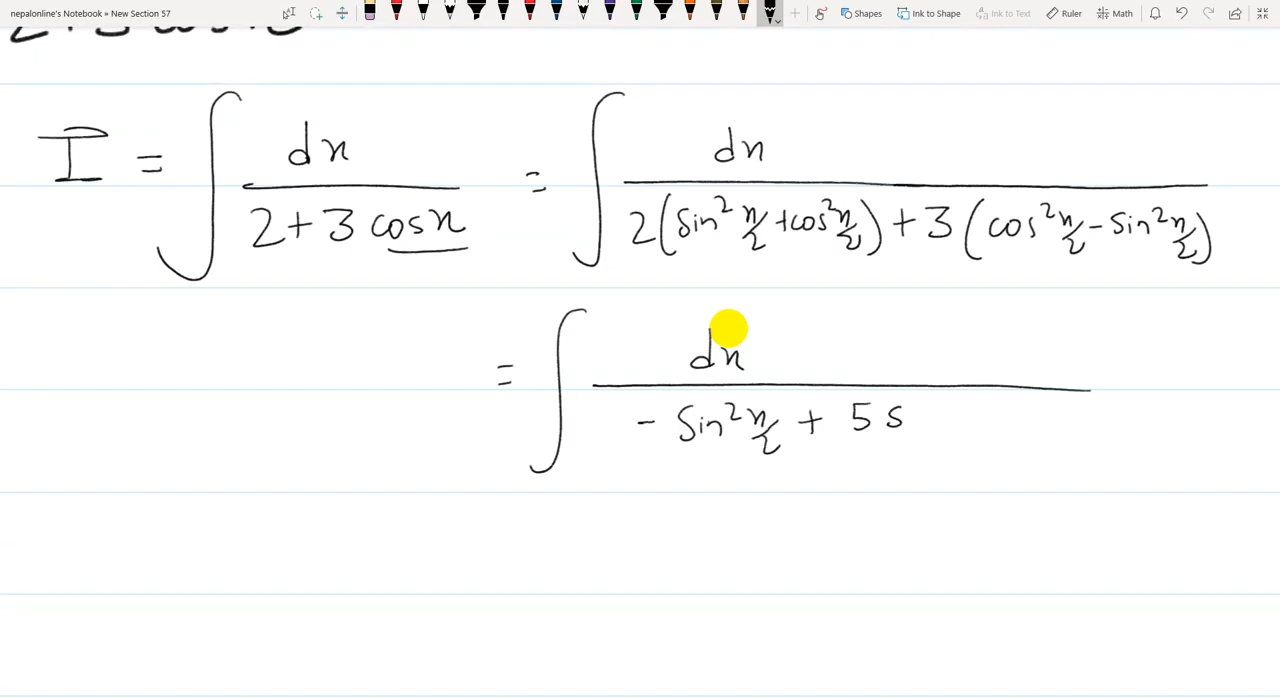 nepalonline's Notebook » New Section 57
Shapes Ink to Shape Ink to Text Ruler Math
I = ∫ dx / (2 + 3 cosx) = ∫ dx / (2(sin² x/2 + cos² x/2) + 3(cos² x/2 - sin² x/2))
= ∫ dx / (- sin² x/2 + 5 s